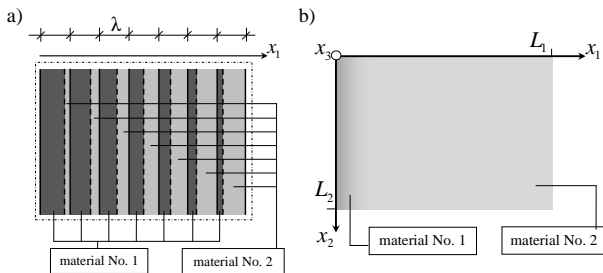 a)
λ
x1
material No. 1
material No. 2
b)
x3
L1
x1
L2
x2
material No. 1
material No. 2